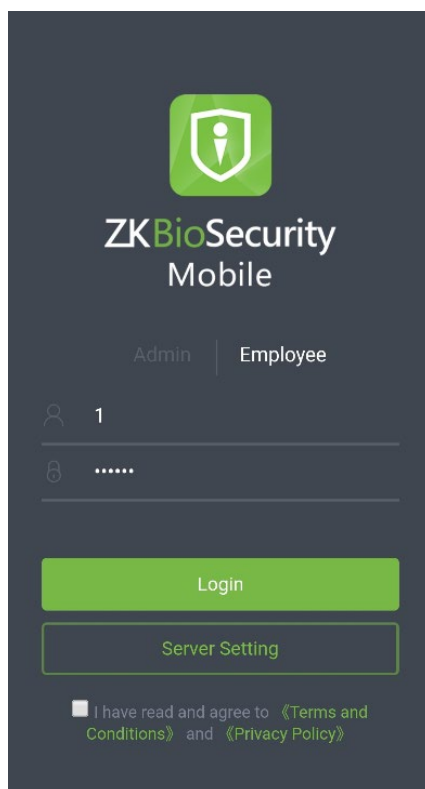 ZKBioSecurity
Mobile
Admin Employee
1
••••••
Login
Server Setting
I have read and agree to 《Terms and
Conditions》 and 《Privacy Policy》